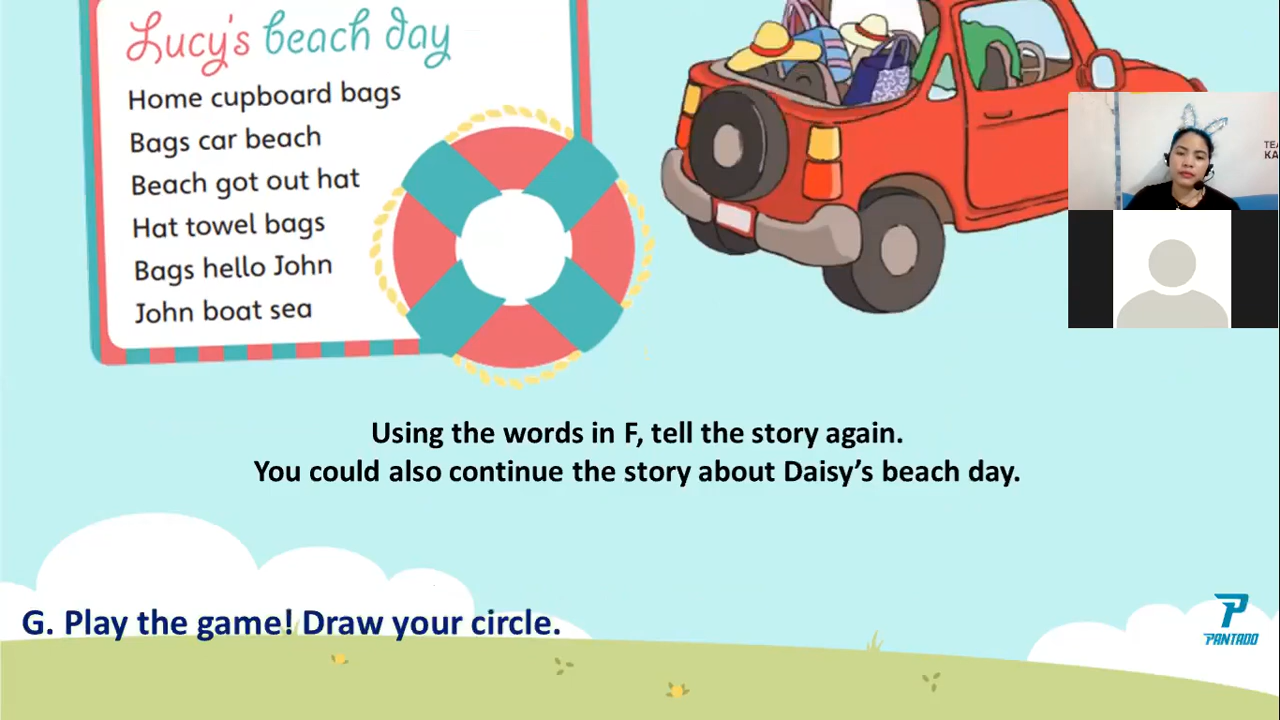 Lucy's beach day
Home cupboard bags
Bags car beach
Beach got out hat
Hat towel bags
Bags hello John
John boat sea
Using the words in F, tell the story again.
You could also continue the story about Daisy's beach day.
G. Play the game! Draw your circle.
PANTADO